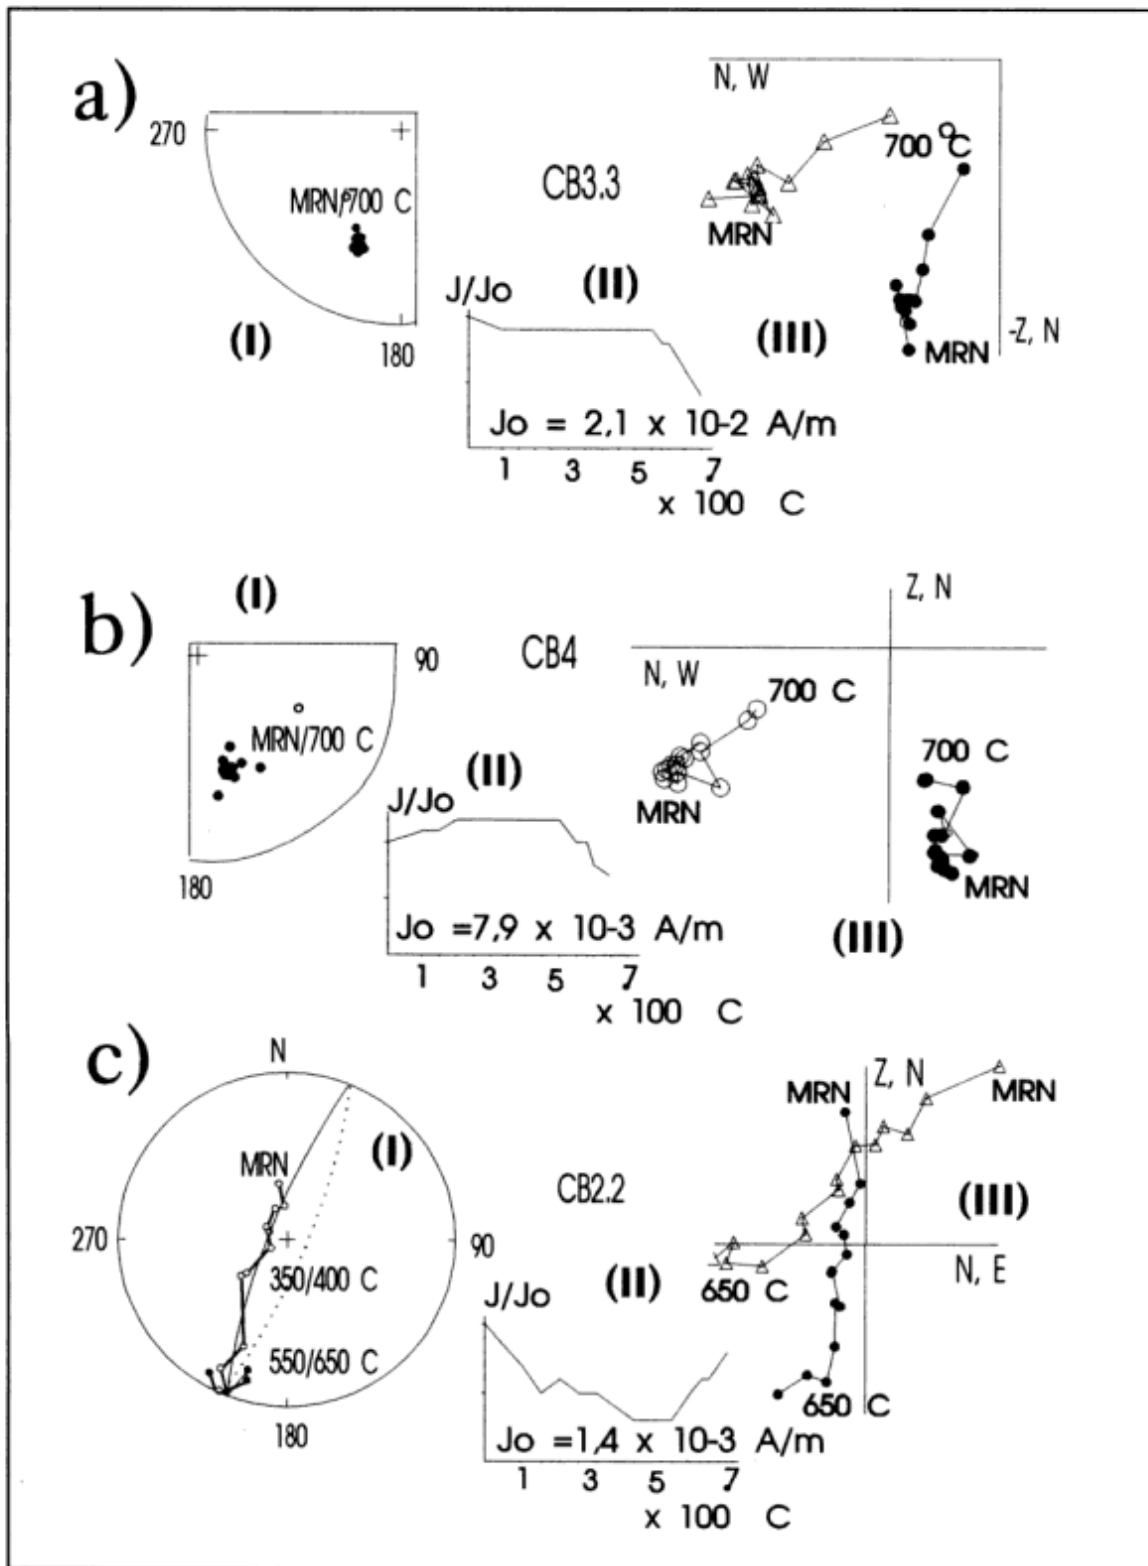 a)
270
MRN/700 C
(I)
180
CB3.3
J/Jo
(II)
Jo = 2,1 x 10-2 A/m
1 3 5 .7
x 100 C
N, W
700 C
MRN
(III)
-Z, N
MRN
b)
(I)
90
MRN/700 C
180
CB4
J/Jo
(II)
Jo =7,9 x 10-3 A/m
1 3 5 .7
x 100 C
Z, N
N, W
700 C
MRN
700 C
MRN
(III)
c)
N
(I)
MRN
270
90
350/400 C
550/650 C
180
CB2.2
J/Jo
(II)
Jo =1,4 x 10-3 A/m
1 3 5 .7
x 100 C
MRN
Z, N
MRN
(III)
N, E
650 C
650 C